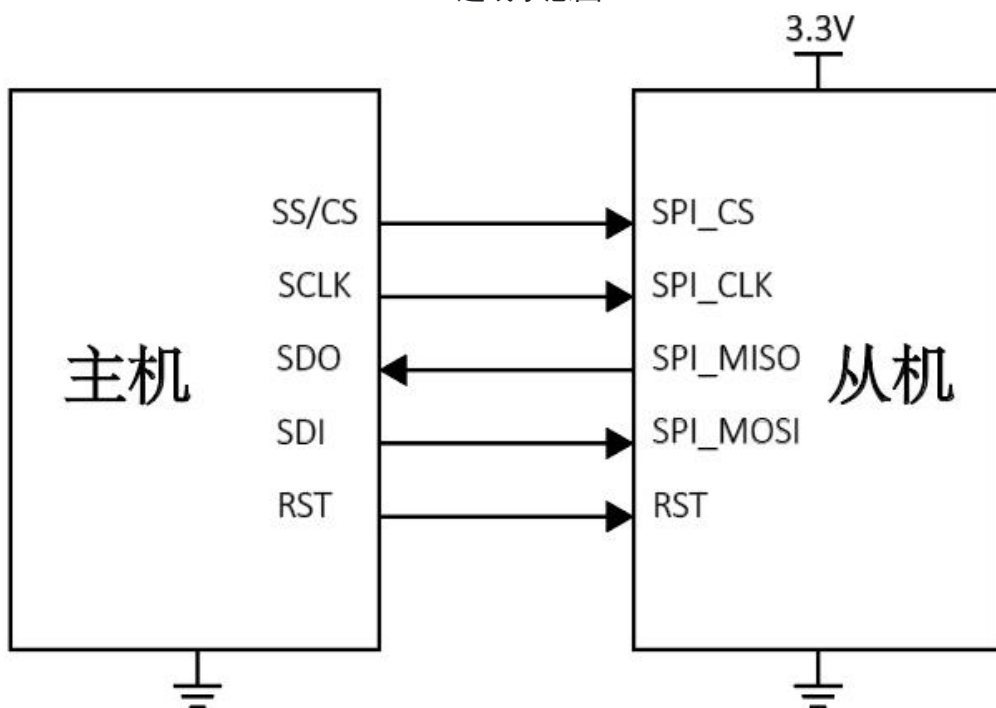 3.3V
SS/CS
SPI_CS
SCLK
SPI_CLK
主机
SDO
SPI_MISO
从机
SDI
SPI_MOSI
RST
RST